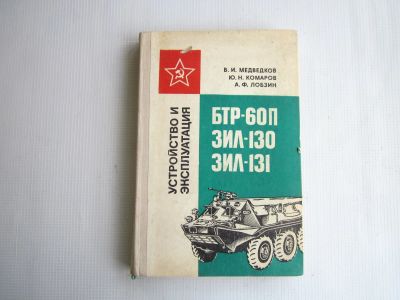 В. И. МЕДВЕДКОВ
Ю. Н. КОМАРОВ
А. Ф. ЛОБЗИН
УСТРОЙСТВО И
ЭКСПЛУАТАЦИЯ
БТР-60П
ЗИЛ-130
ЗИЛ-131